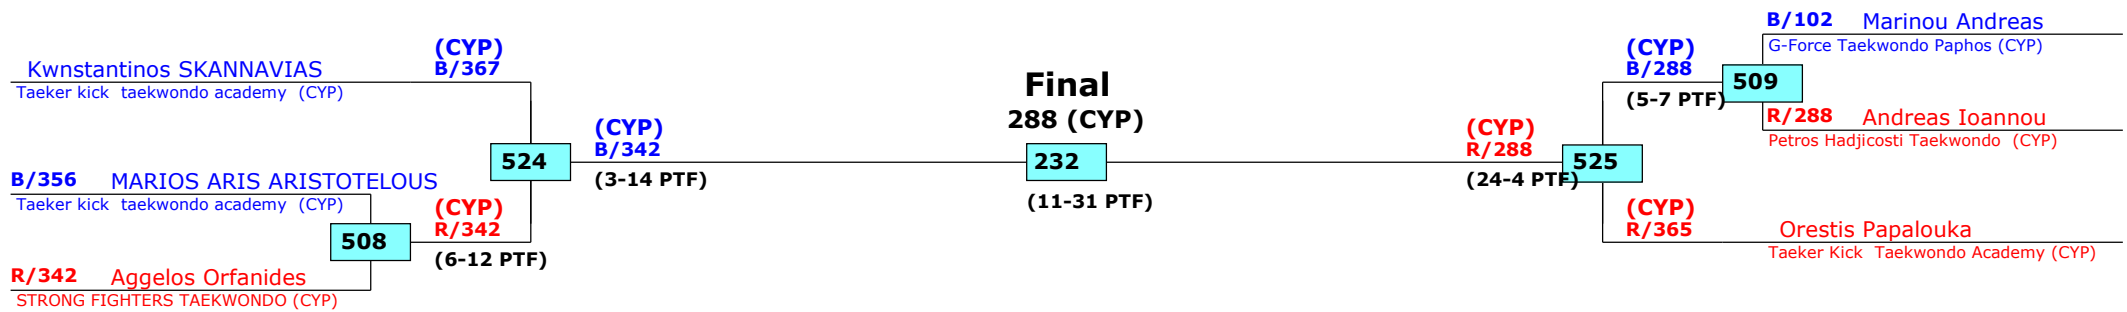 Kwnstantinos SKANNAVIAS
Taeker kick taekwondo academy (CYP)
(CYP)
B/367
B/356 MARIOS ARIS ARISTOTELOUS
Taeker kick taekwondo academy (CYP)
508
R/342 Aggelos Orfanides
STRONG FIGHTERS TAEKWONDO (CYP)
(CYP)
R/342
(6-12 PTF)
524
(CYP)
B/342
(3-14 PTF)
Final
288 (CYP)
232
(11-31 PTF)
(CYP)
R/288
(24-4 PTF)
525
(CYP)
B/288
(5-7 PTF)
509
B/102 Marinou Andreas
G-Force Taekwondo Paphos (CYP)
R/288 Andreas Ioannou
Petros Hadjicosti Taekwondo (CYP)
(CYP)
R/365
Orestis Papalouka
Taeker Kick Taekwondo Academy (CYP)